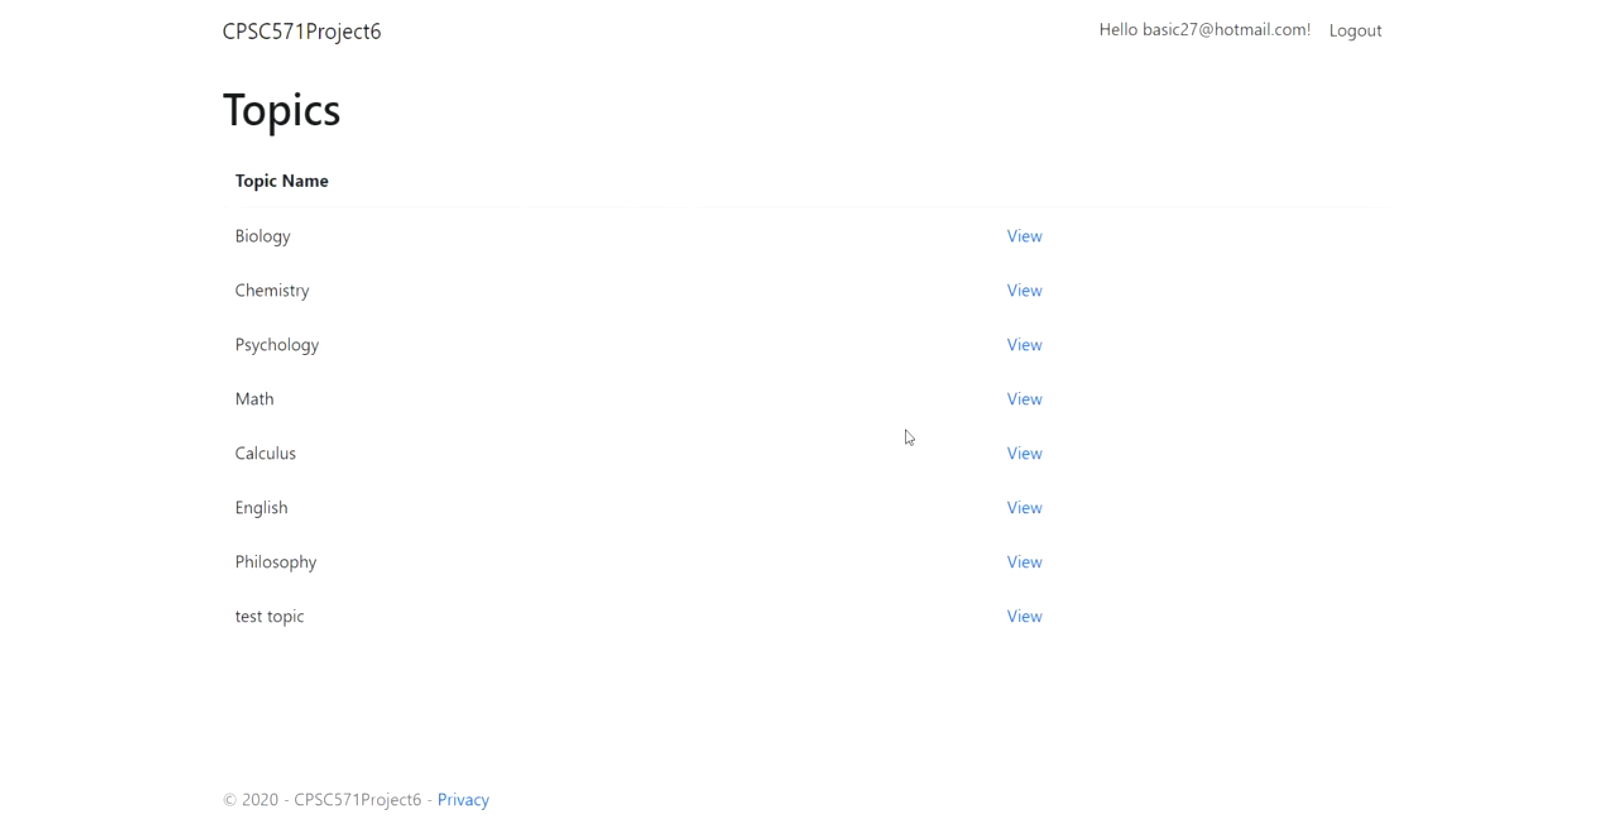 CPSC571Project6 Hello basic27@hotmail.com! Logout
Topics
Topic Name
Biology View
Chemistry View
Psychology View
Math View
Calculus View
English View
Philosophy View
test topic View
© 2020 - CPSC571Project6 - Privacy